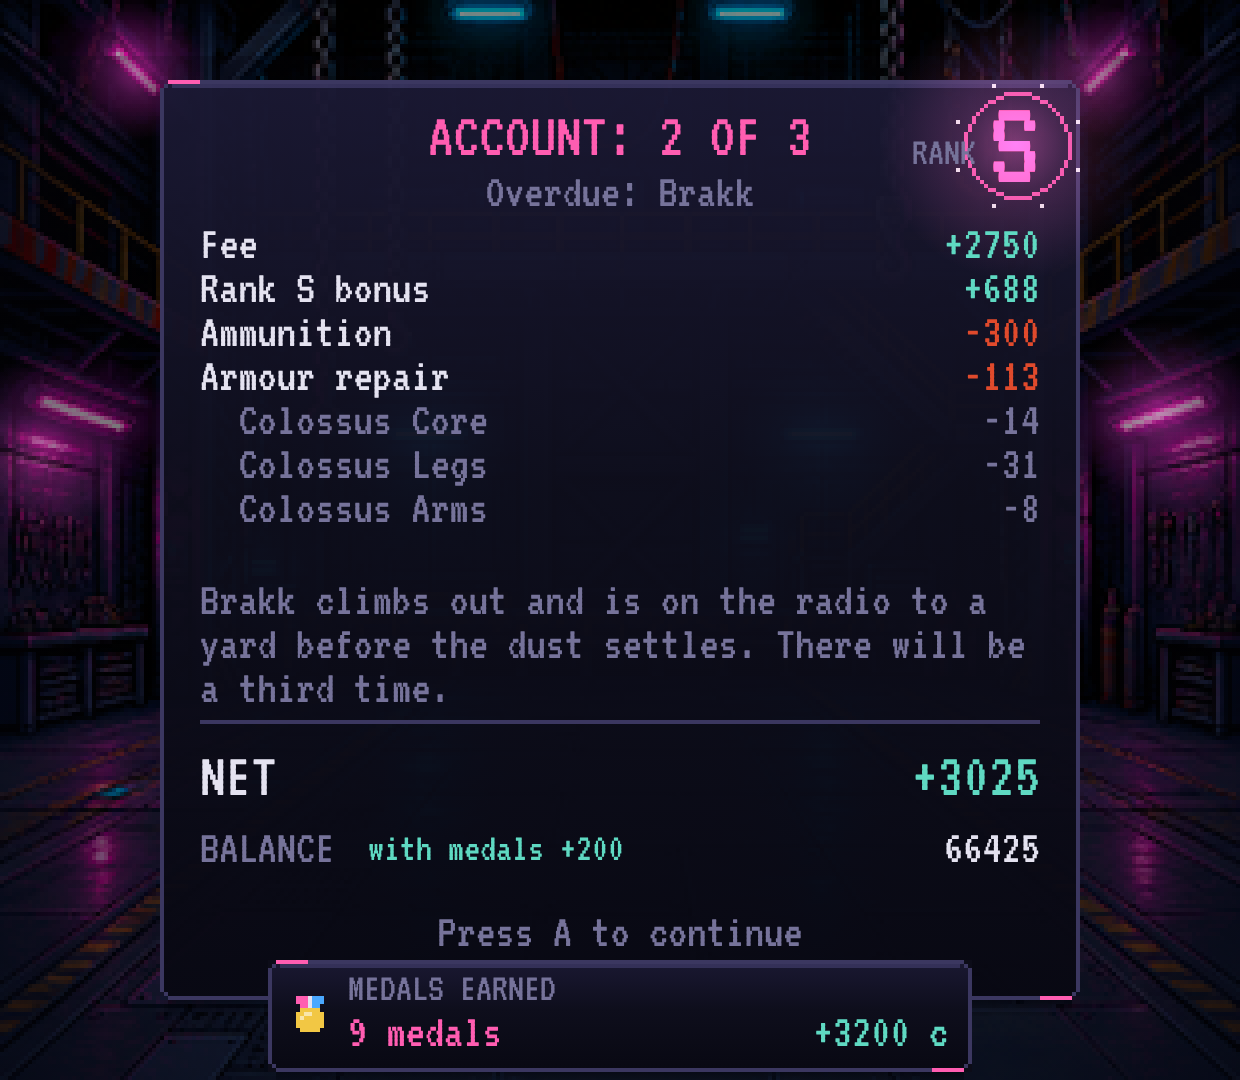 ACCOUNT: 2 OF 3
RANK S
Overdue: Brakk
Fee +2750
Rank S bonus +688
Ammunition -300
Armour repair -113
Colossus Core -14
Colossus Legs -31
Colossus Arms -8
Brakk climbs out and is on the radio to a
yard before the dust settles. There will be
a third time.
NET +3025
BALANCE with medals +200 66425
Press A to continue
MEDALS EARNED
9 medals +3200 c